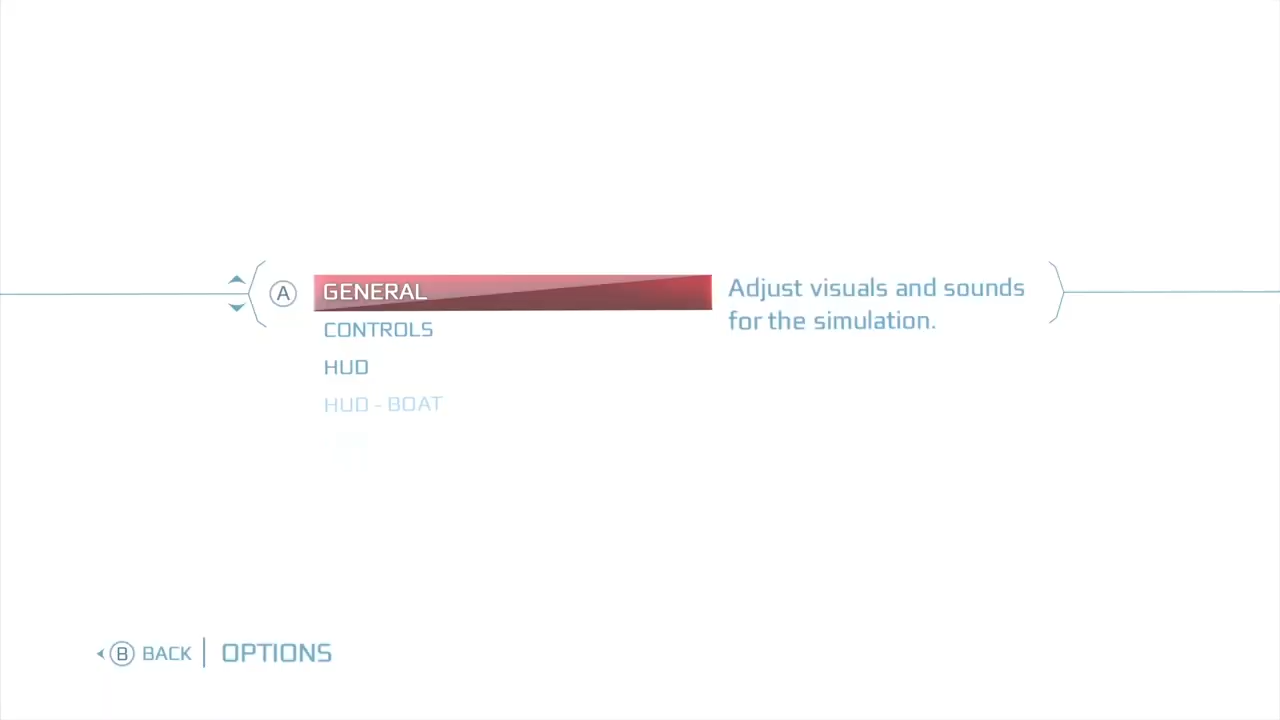 A GENERAL
Adjust visuals and sounds
for the simulation.
CONTROLS
HUD
HUD - BOAT
B BACK | OPTIONS